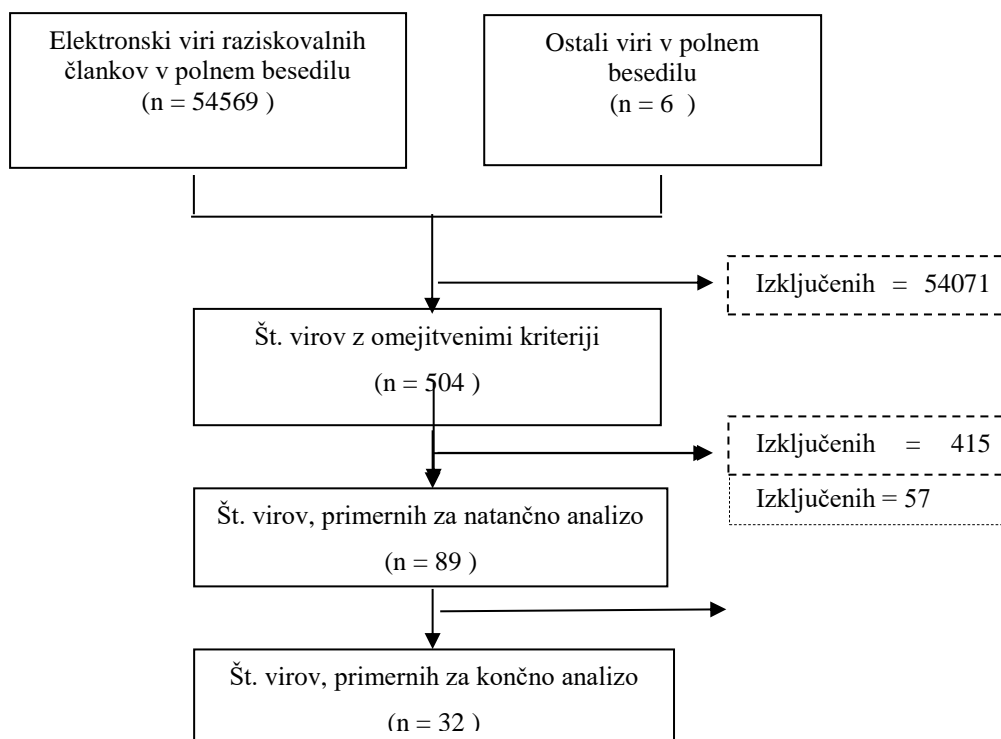 Elektronski viri raziskovalnih
člankov v polnem besedilu
(n = 54569 )
Ostali viri v polnem
besedilu
(n = 6 )
Izključenih = 54071
Št. virov z omejitvenimi kriteriji
(n = 504 )
Izključenih = 415
Izključenih = 57
Št. virov, primernih za natančno analizo
(n = 89 )
Št. virov, primernih za končno analizo
(n = 32 )